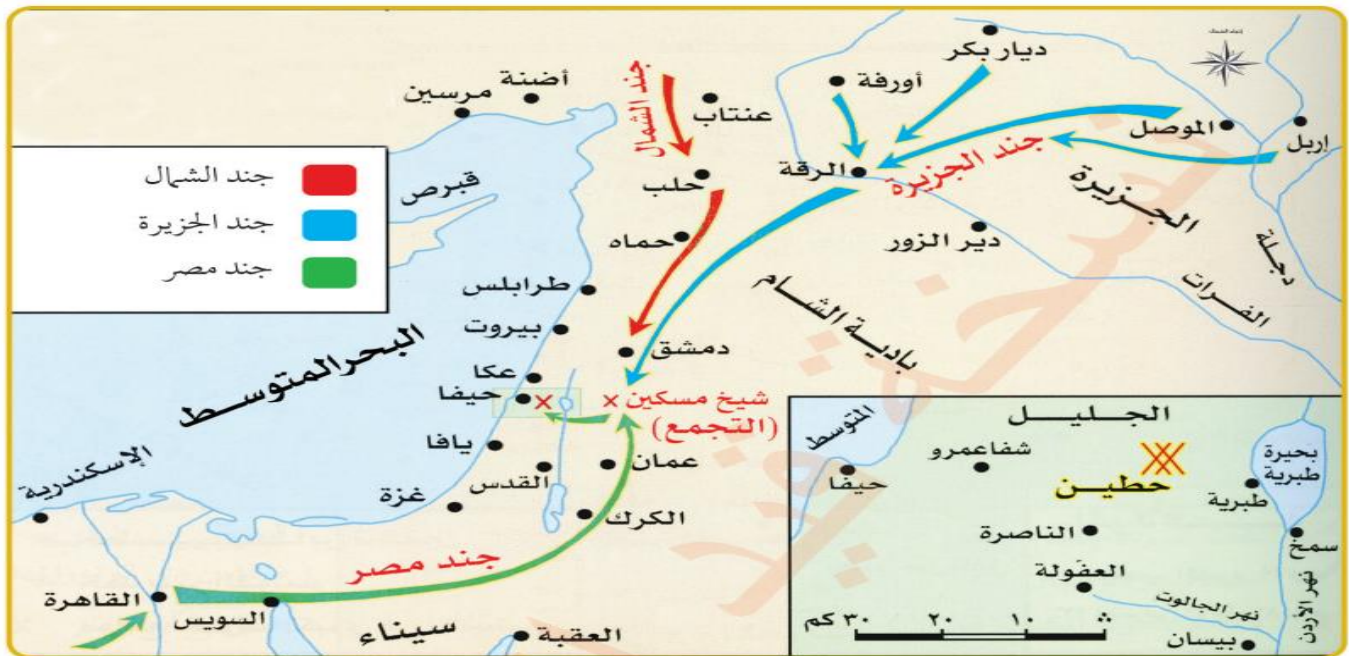 ديار بكر
أورفة
أضنة
مرسين
عنتاب
جند الشمال
الموصل
إربل
جند الجزيرة
الرقة
حلب
الجزيرة
جند الشمال
جند الجزيرة
جند مصر
قبرص
حماه
دير الزور
دجلة
الفرات
طرابلس
بادية الشام
بيروت
دمشق
البحر المتوسط
عكا
حيفا
شيخ مسكين
(التجمع)
يافا
عمان
القدس
غزة
الكرك
الإسكندرية
جند مصر
القاهرة
السويس
سيناء
العقبة
الجليل
المتوسط
شفاعمرو
حيفا
حطين
بحيرة
طبرية
طبرية
الناصرة
سمخ
العفولة
نهر الجالوت
نهر الأردن
بيسان
٣٠ كم
٢٠
١٠